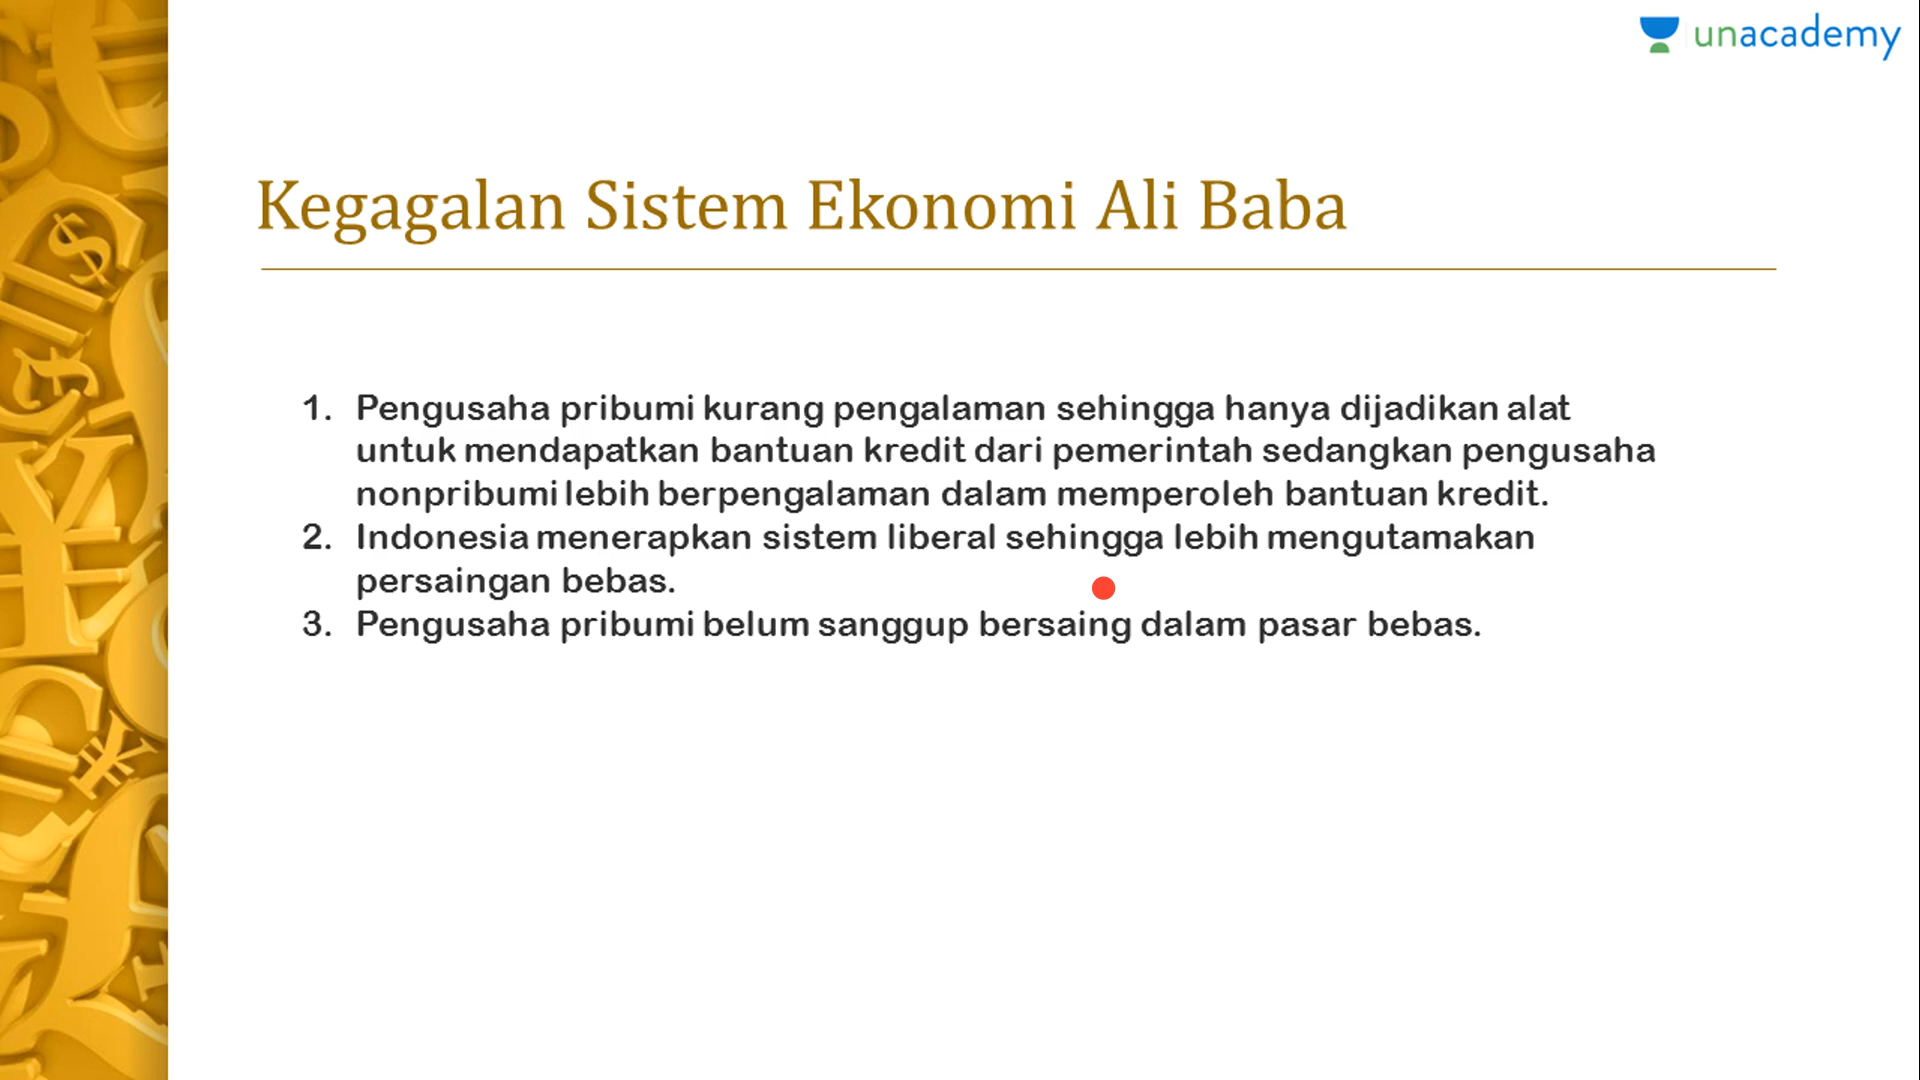 unacademy
Kegagalan Sistem Ekonomi Ali Baba
1. Pengusaha pribumi kurang pengalaman sehingga hanya dijadikan alat
untuk mendapatkan bantuan kredit dari pemerintah sedangkan pengusaha
nonpribumi lebih berpengalaman dalam memperoleh bantuan kredit.
2. Indonesia menerapkan sistem liberal sehingga lebih mengutamakan
persaingan bebas.
3. Pengusaha pribumi belum sanggup bersaing dalam pasar bebas.